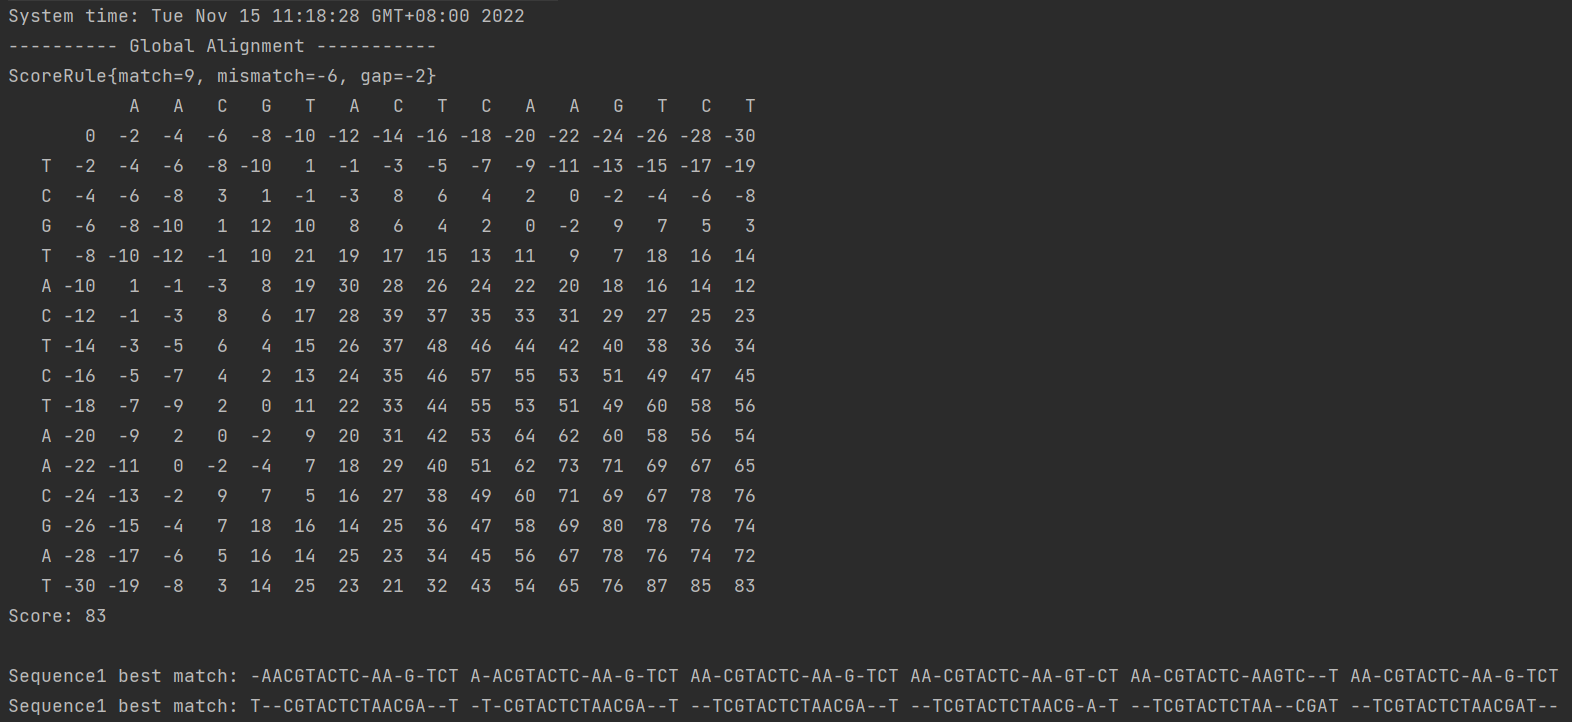 System time: Tue Nov 15 11:18:28 GMT+08:00 2022
---------- Global Alignment -----------
ScoreRule{match=9, mismatch=-6, gap=-2}
A A C G T A C T C A A G T C T
0 -2 -4 -6 -8 -10 -12 -14 -16 -18 -20 -22 -24 -26 -28 -30
T -2 -4 -6 -8 -10 1 -1 -3 -5 -7 -9 -11 -13 -15 -17 -19
C -4 -6 -8 3 1 -1 -3 8 6 4 2 0 -2 -4 -6 -8
G -6 -8 -10 1 12 10 8 6 4 2 0 -2 9 7 5 3
T -8 -10 -12 -1 10 21 19 17 15 13 11 9 7 18 16 14
A -10 1 -1 -3 8 19 30 28 26 24 22 20 18 16 14 12
C -12 -1 -3 8 6 17 28 39 37 35 33 31 29 27 25 23
T -14 -3 -5 6 4 15 26 37 48 46 44 42 40 38 36 34
C -16 -5 -7 4 2 13 24 35 46 57 55 53 51 49 47 45
T -18 -7 -9 2 0 11 22 33 44 55 53 51 49 60 58 56
A -20 -9 2 0 -2 9 20 31 42 53 64 62 60 58 56 54
A -22 -11 0 -2 -4 7 18 29 40 51 62 73 71 69 67 65
C -24 -13 -2 9 7 5 16 27 38 49 60 71 69 67 78 76
G -26 -15 -4 7 18 16 14 25 36 47 58 69 80 78 76 74
A -28 -17 -6 5 16 14 25 23 34 45 56 67 78 76 74 72
T -30 -19 -8 3 14 25 23 21 32 43 54 65 76 87 85 83
Score: 83
Sequence1 best match: -AACGTACTC-AA-G-TCT A-ACGTACTC-AA-G-TCT AA-CGTACTC-AA-G-TCT AA-CGTACTC-AA-GT-CT AA-CGTACTC-AAGTC--T AA-CGTACTC-AA-G-TCT
Sequence1 best match: T--CGTACTCTAACGA--T -T-CGTACTCTAACGA--T --TCGTACTCTAACGA--T --TCGTACTCTAACG-A-T --TCGTACTCTAA--CGAT --TCGTACTCTAACGAT--